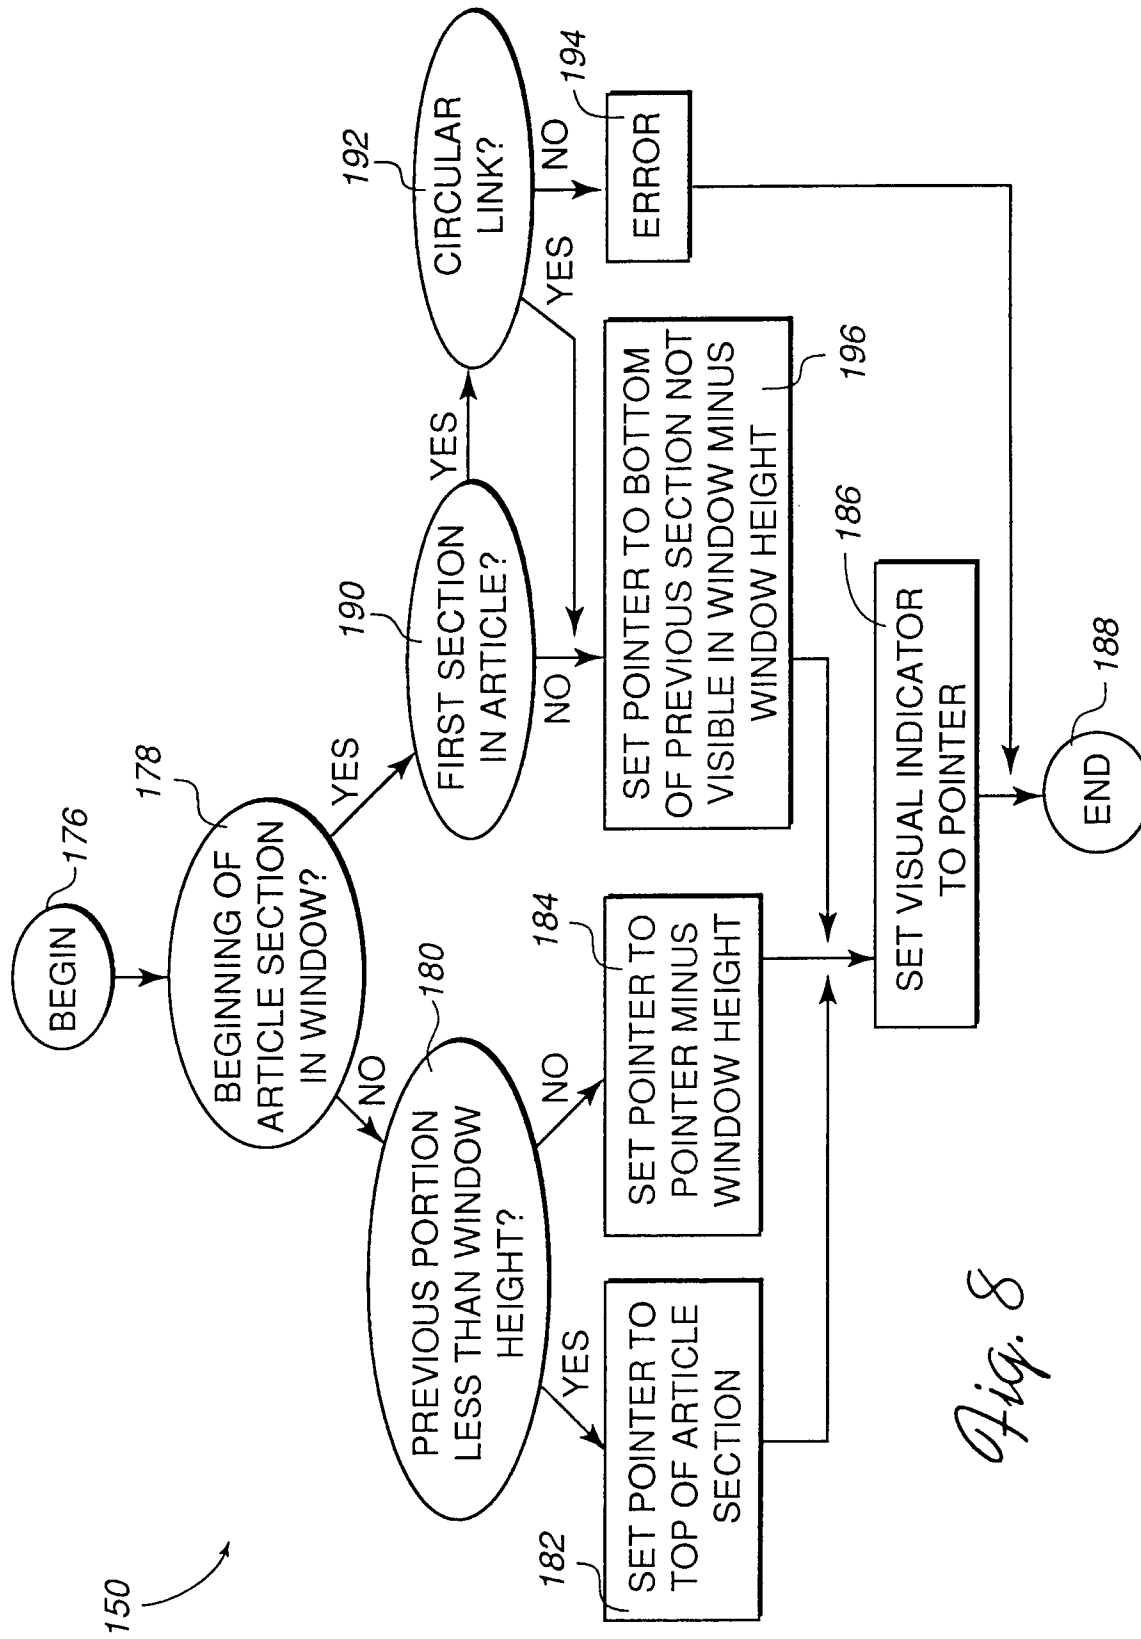 150
176
BEGIN
178
BEGINNING OF
ARTICLE SECTION
IN WINDOW?
NO
YES
180
PREVIOUS PORTION
LESS THAN WINDOW
HEIGHT?
YES
NO
190
FIRST SECTION
IN ARTICLE?
YES
NO
192
CIRCULAR
LINK?
YES
NO
182
SET POINTER TO
TOP OF ARTICLE
SECTION
184
SET POINTER TO
POINTER MINUS
WINDOW HEIGHT
SET POINTER TO BOTTOM
OF PREVIOUS SECTION NOT
VISIBLE IN WINDOW MINUS
WINDOW HEIGHT
196
194
ERROR
186
SET VISUAL INDICATOR
TO POINTER
188
END
Fig. 8